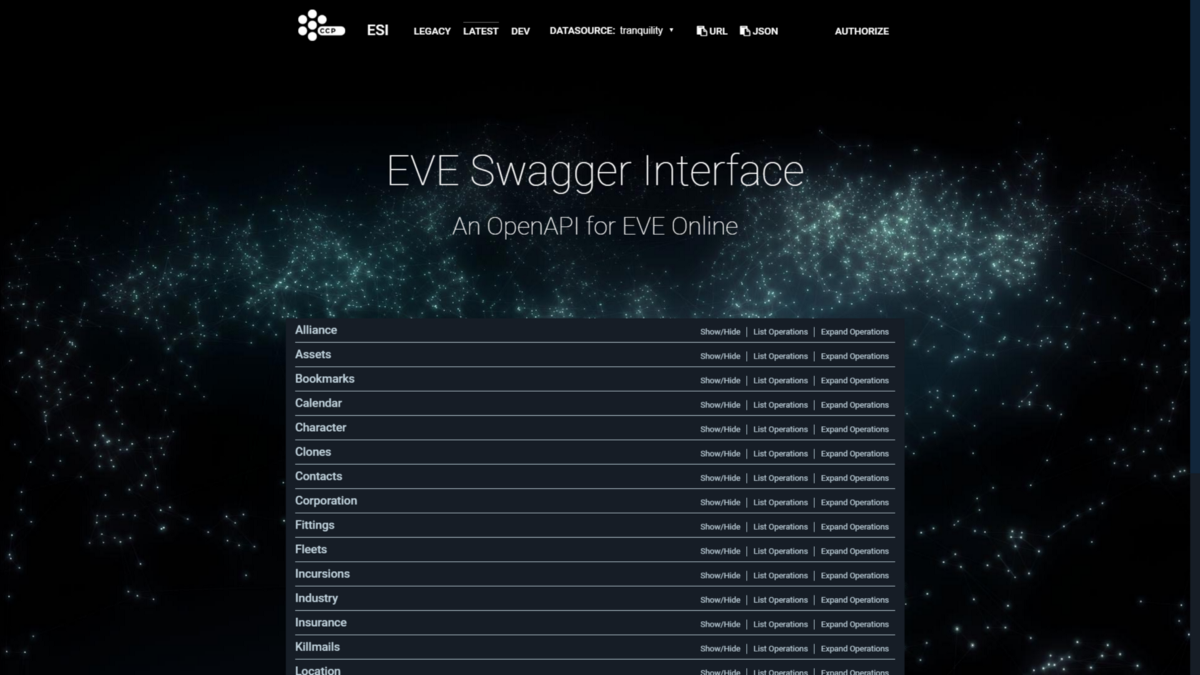 CCP ESI LEGACY LATEST DEV DATASOURCE: tranquility ▾ URL JSON AUTHORIZE
EVE Swagger Interface
An OpenAPI for EVE Online
Alliance Show/Hide | List Operations | Expand Operations
Assets Show/Hide | List Operations | Expand Operations
Bookmarks Show/Hide | List Operations | Expand Operations
Calendar Show/Hide | List Operations | Expand Operations
Character Show/Hide | List Operations | Expand Operations
Clones Show/Hide | List Operations | Expand Operations
Contacts Show/Hide | List Operations | Expand Operations
Corporation Show/Hide | List Operations | Expand Operations
Fittings Show/Hide | List Operations | Expand Operations
Fleets Show/Hide | List Operations | Expand Operations
Incursions Show/Hide | List Operations | Expand Operations
Industry Show/Hide | List Operations | Expand Operations
Insurance Show/Hide | List Operations | Expand Operations
Killmails Show/Hide | List Operations | Expand Operations
Location Show/Hide | List Operations | Expand Operations